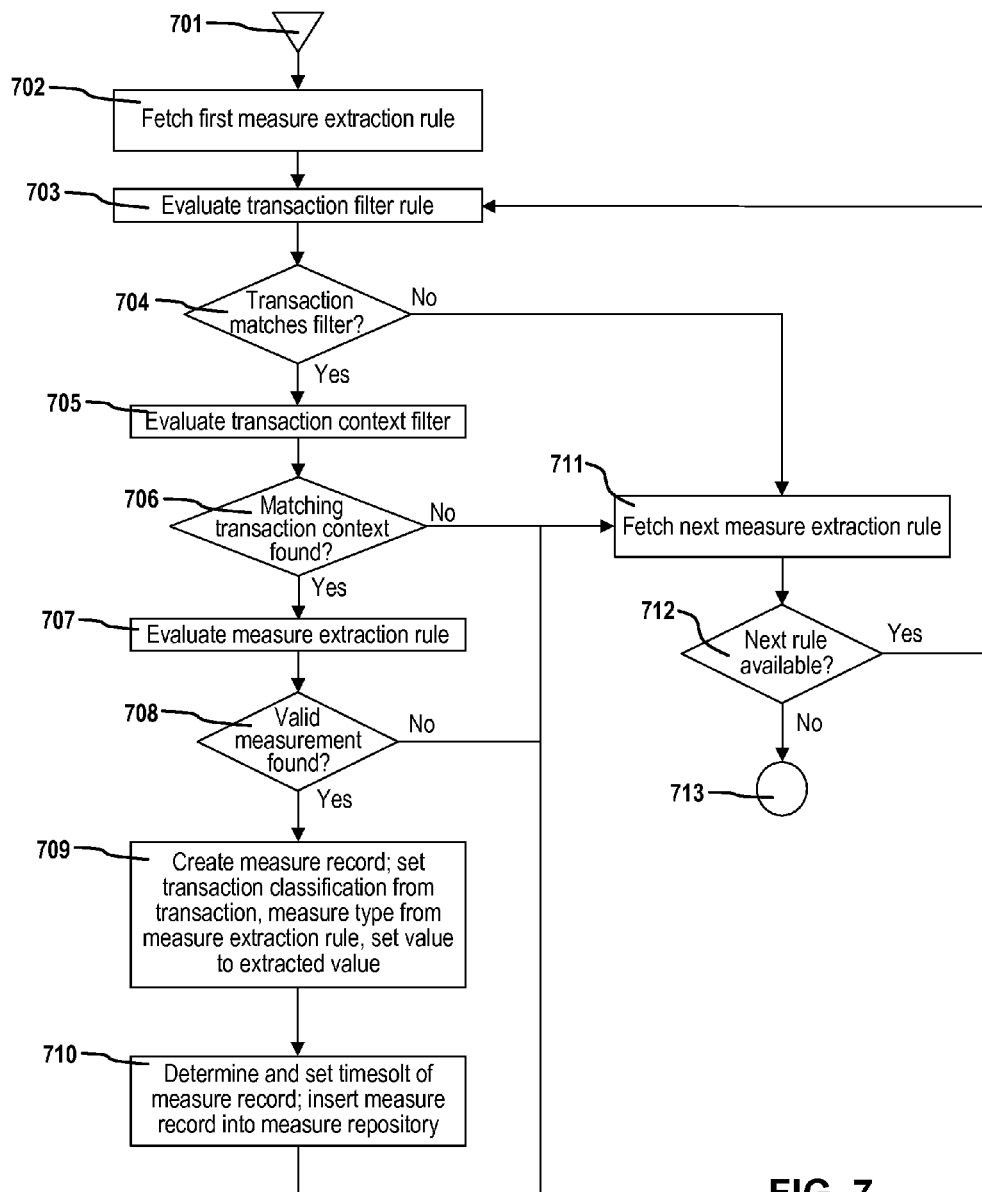 701
702
Fetch first measure extraction rule
703
Evaluate transaction filter rule
704
Transaction
matches filter?
No
Yes
705
Evaluate transaction context filter
706
Matching
transaction context
found?
No
Yes
711
Fetch next measure extraction rule
707
Evaluate measure extraction rule
712
Next rule
available?
Yes
No
708
Valid
measurement
found?
No
Yes
713
709
Create measure record; set
transaction classification from
transaction, measure type from
measure extraction rule, set value
to extracted value
710
Determine and set timesolt of
measure record; insert measure
record into measure repository
FIG. 7